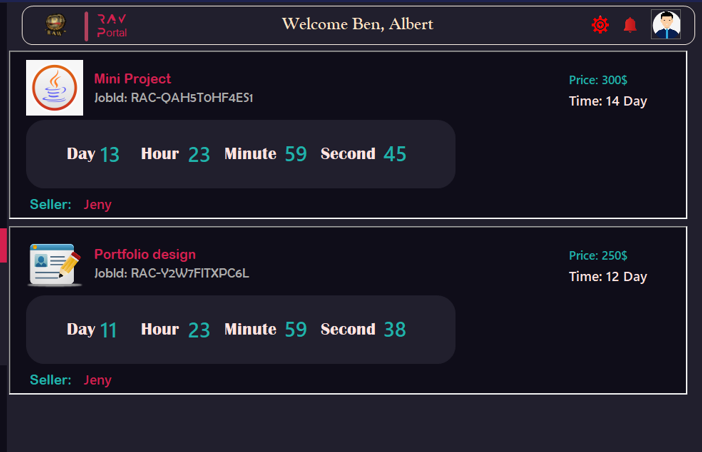 RAV
Portal
Welcome Ben, Albert
Mini Project
JobId: RAC-QAH5T0HF4ES1
Price: 300$
Time: 14 Day
Day 13 Hour 23 Minute 59 Second 45
Seller: Jeny
Portfolio design
JobId: RAC-Y2W7FITXPC6L
Price: 250$
Time: 12 Day
Day 11 Hour 23 Minute 59 Second 38
Seller: Jeny